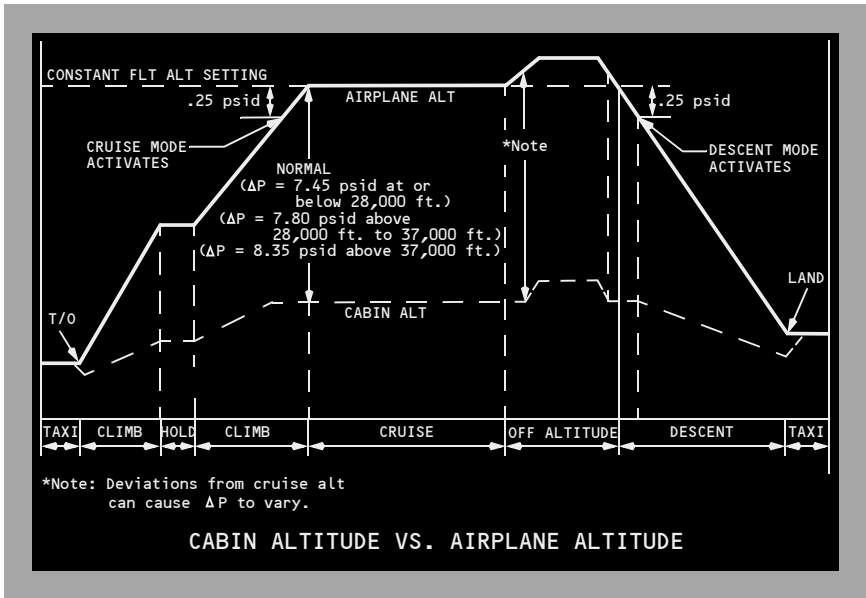 CONSTANT FLT ALT SETTING
.25 psid
AIRPLANE ALT
.25 psid
CRUISE MODE
ACTIVATES
*Note
DESCENT MODE
ACTIVATES
NORMAL
(ΔP = 7.45 psid at or
below 28,000 ft.)
(ΔP = 7.80 psid above
28,000 ft. to 37,000 ft.)
(ΔP = 8.35 psid above 37,000 ft.)
LAND
T/O
CABIN ALT
TAXI CLIMB HOLD CLIMB CRUISE OFF ALTITUDE DESCENT TAXI
*Note: Deviations from cruise alt
can cause ΔP to vary.
CABIN ALTITUDE VS. AIRPLANE ALTITUDE